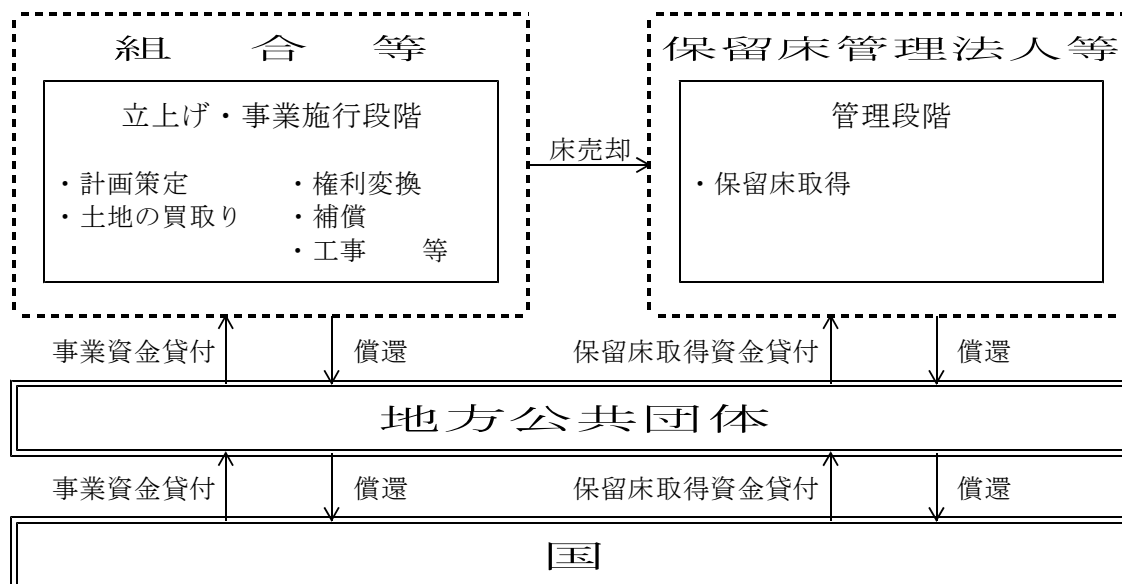 組　合　等
保留床管理法人等
立上げ・事業施行段階
・計画策定　・権利変換
・土地の買取り　・補償
・工事　等
床売却
管理段階
・保留床取得
事業資金貸付　償還　保留床取得資金貸付　償還
地方公共団体
事業資金貸付　償還　保留床取得資金貸付　償還
国